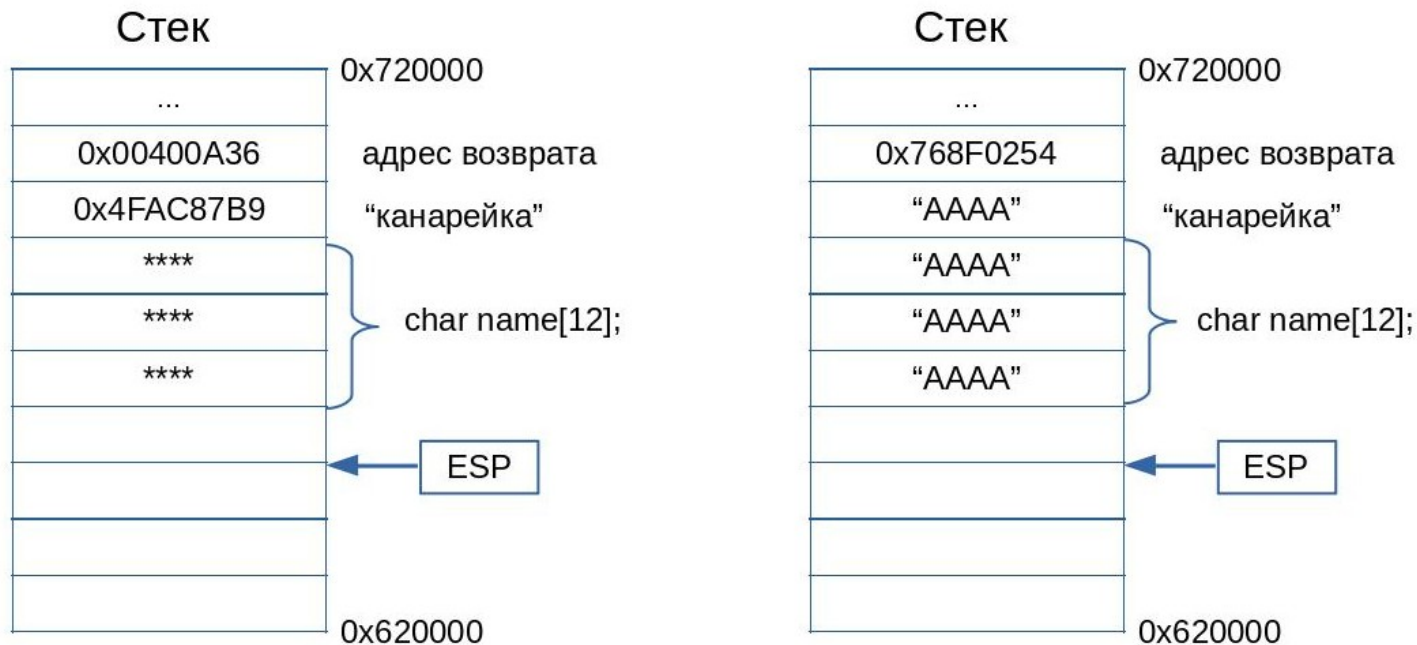 Стек
0x720000
...
0x00400A36
адрес возврата
0x4FAC87B9
“канарейка”
****
****
char name[12];
****
ESP
0x620000
Стек
0x720000
...
0x768F0254
адрес возврата
“AAAA”
“канарейка”
“AAAA”
“AAAA”
char name[12];
“AAAA”
ESP
0x620000